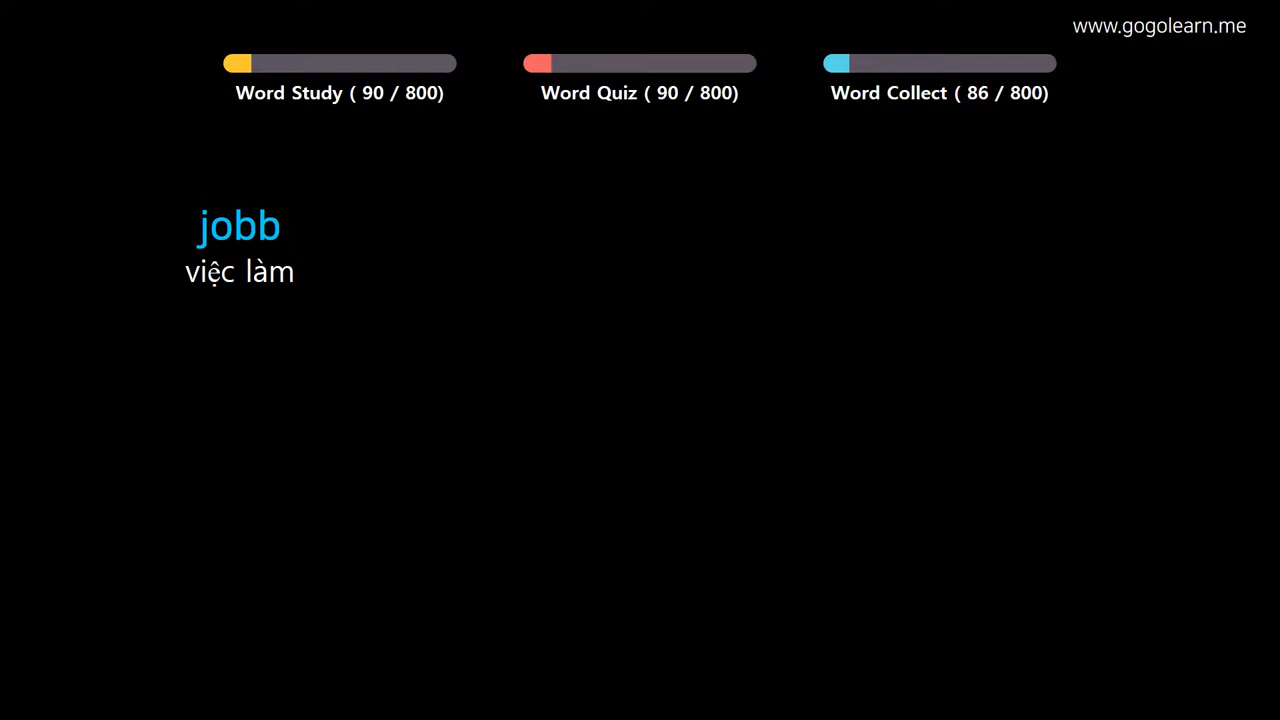 www.gogolearn.me
Word Study ( 90 / 800)
Word Quiz ( 90 / 800)
Word Collect ( 86 / 800)
jobb
việc làm